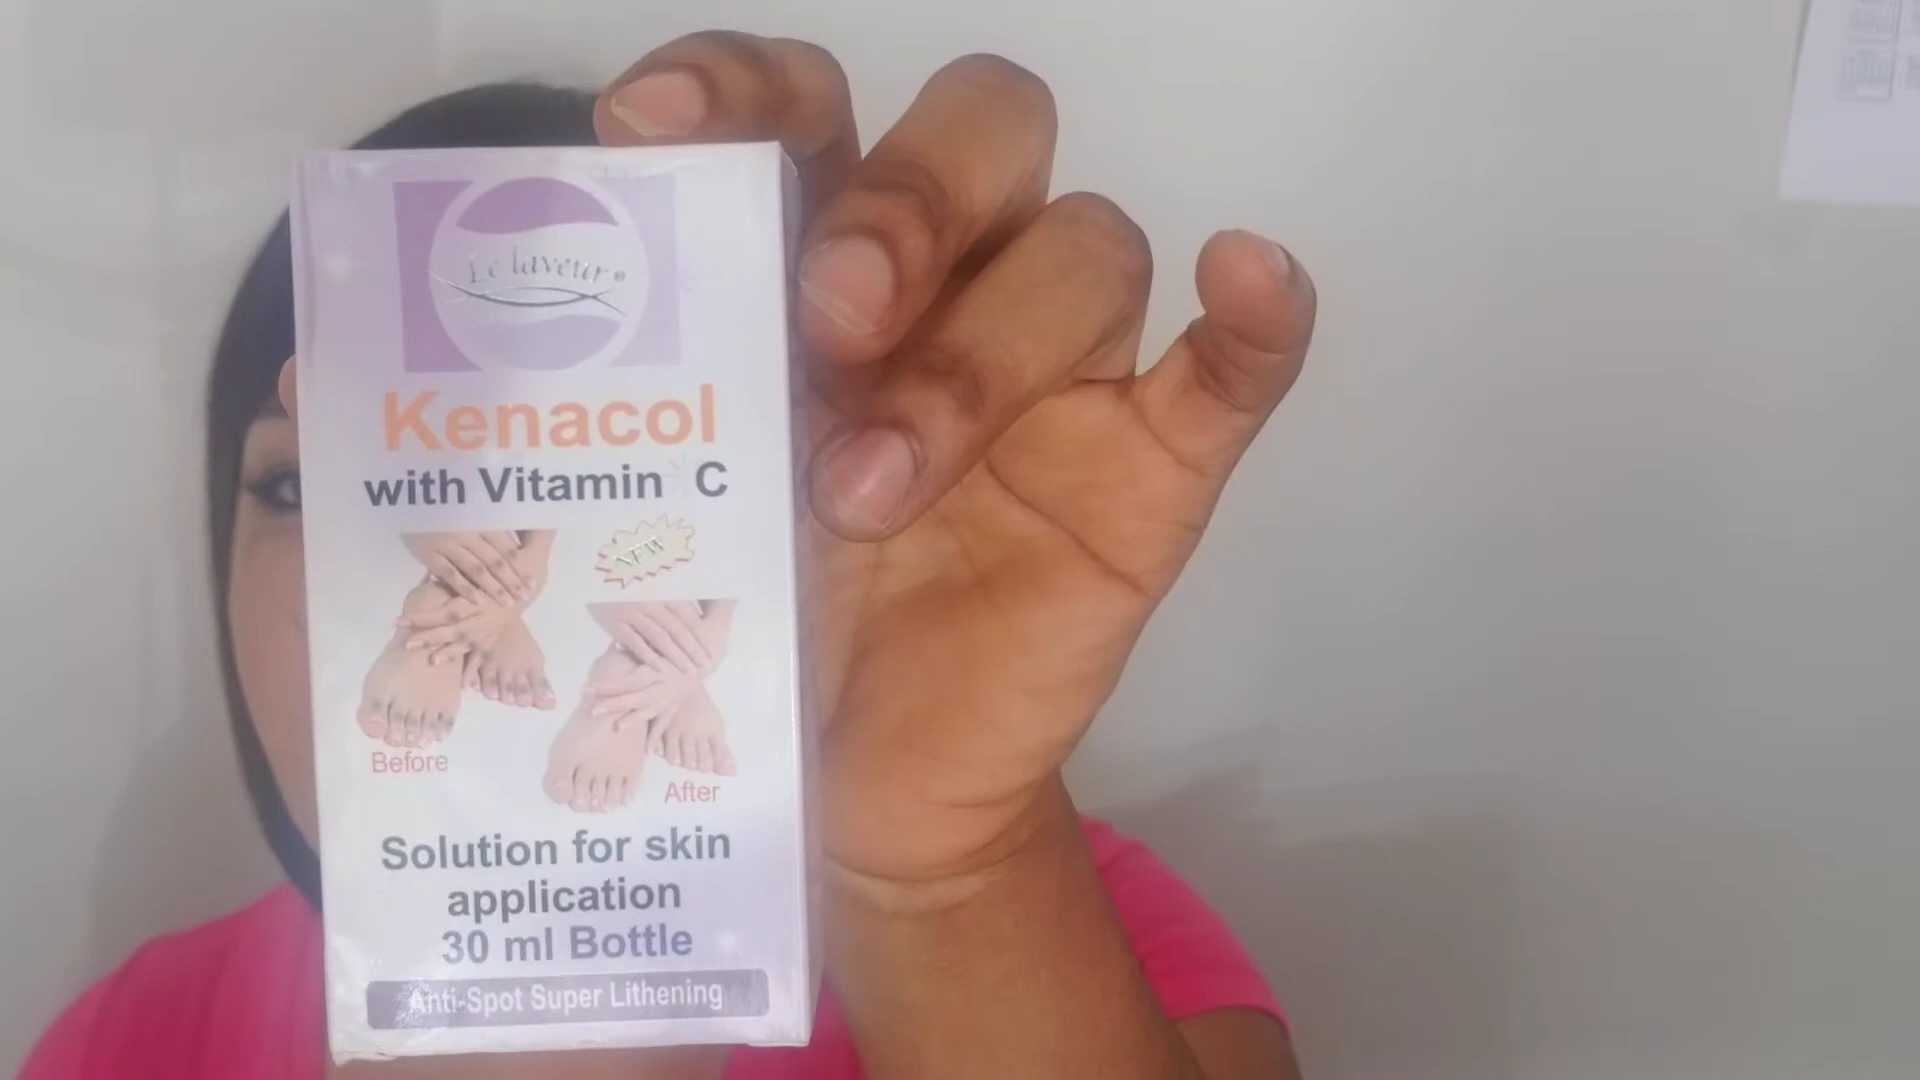 Le laveur®
Kenacol
with Vitamin C
NEW
Before
After
Solution for skin
application
30 ml Bottle
Anti-Spot Super Lithening